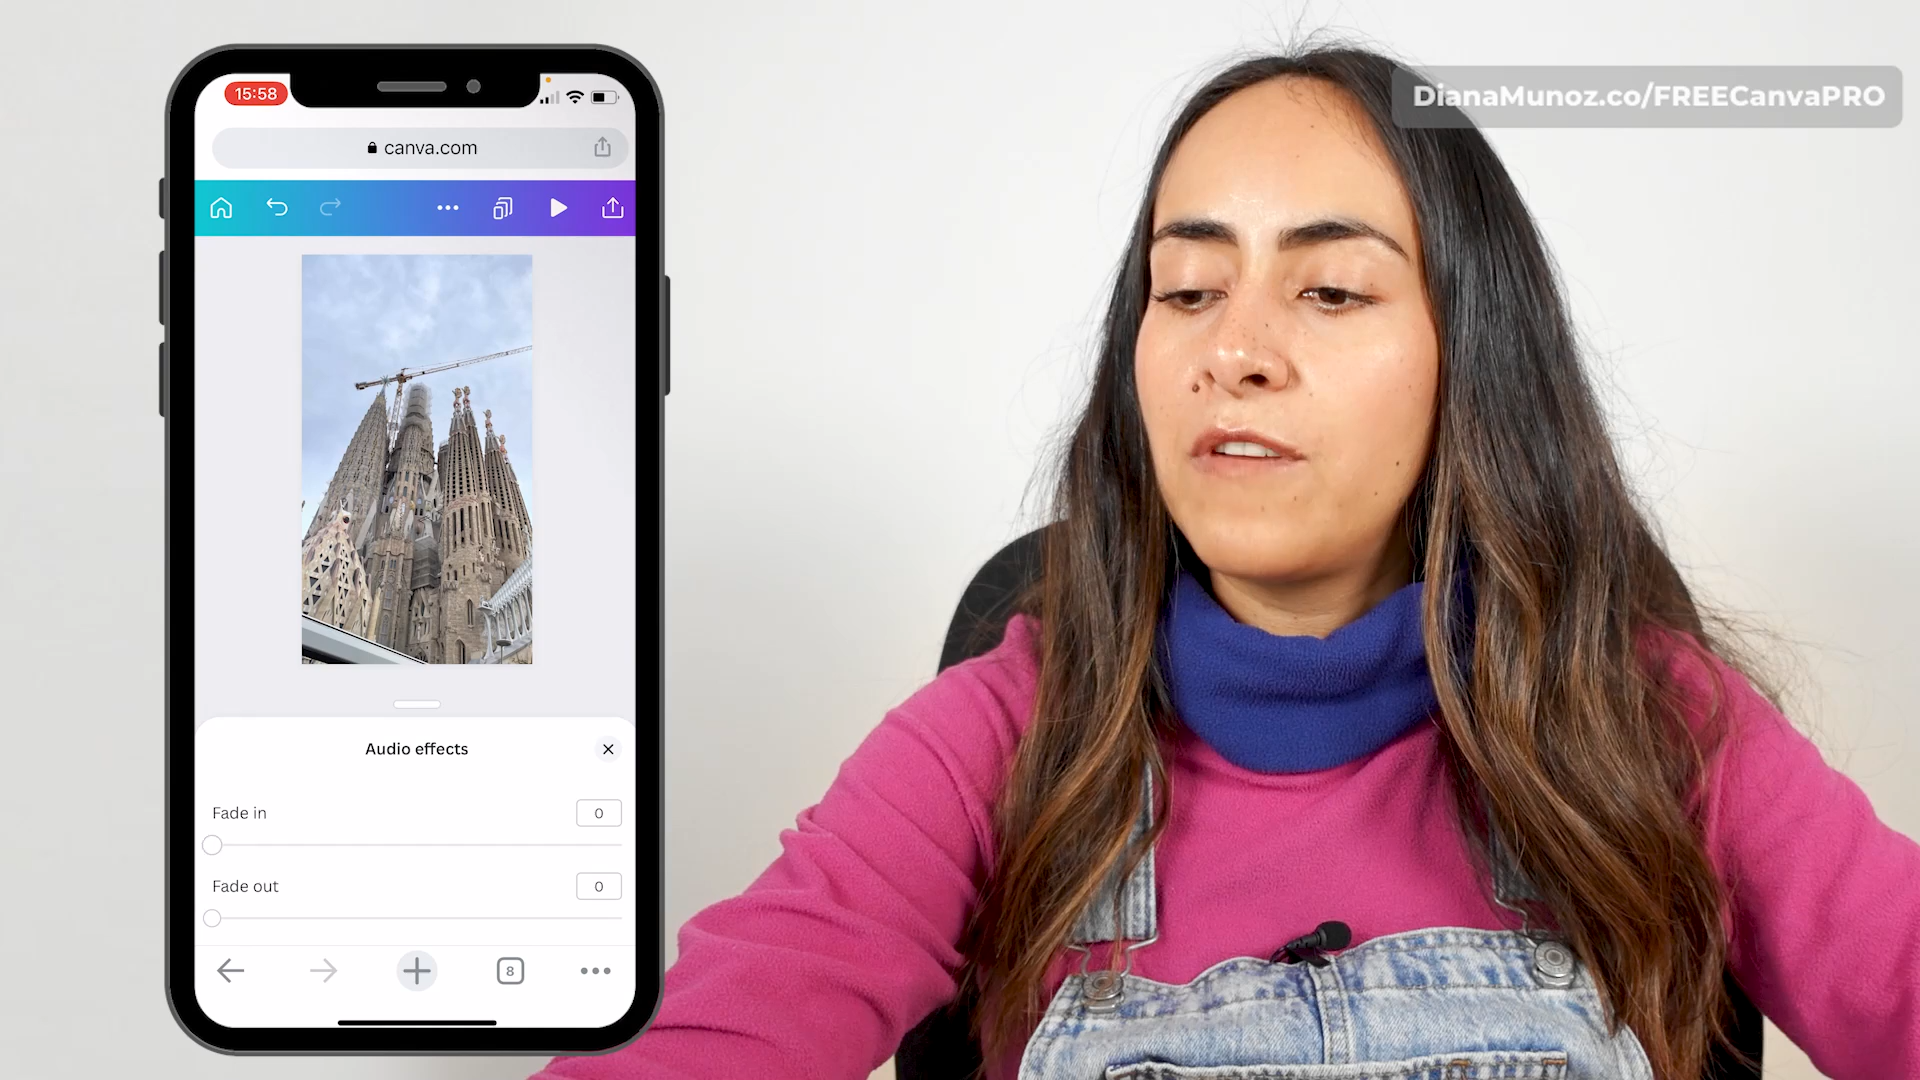 15:58
canva.com
DianaMunoz.co/FREECanvaPRO
Audio effects
Fade in
0
Fade out
0
8